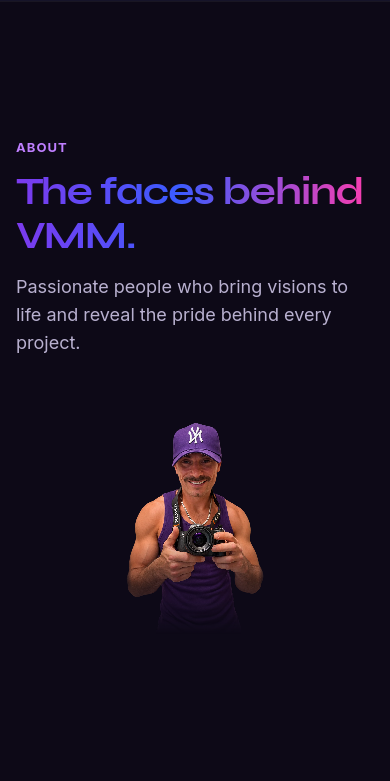 ABOUT
The faces behind
VMM.
Passionate people who bring visions to
life and reveal the pride behind every
project.
NY